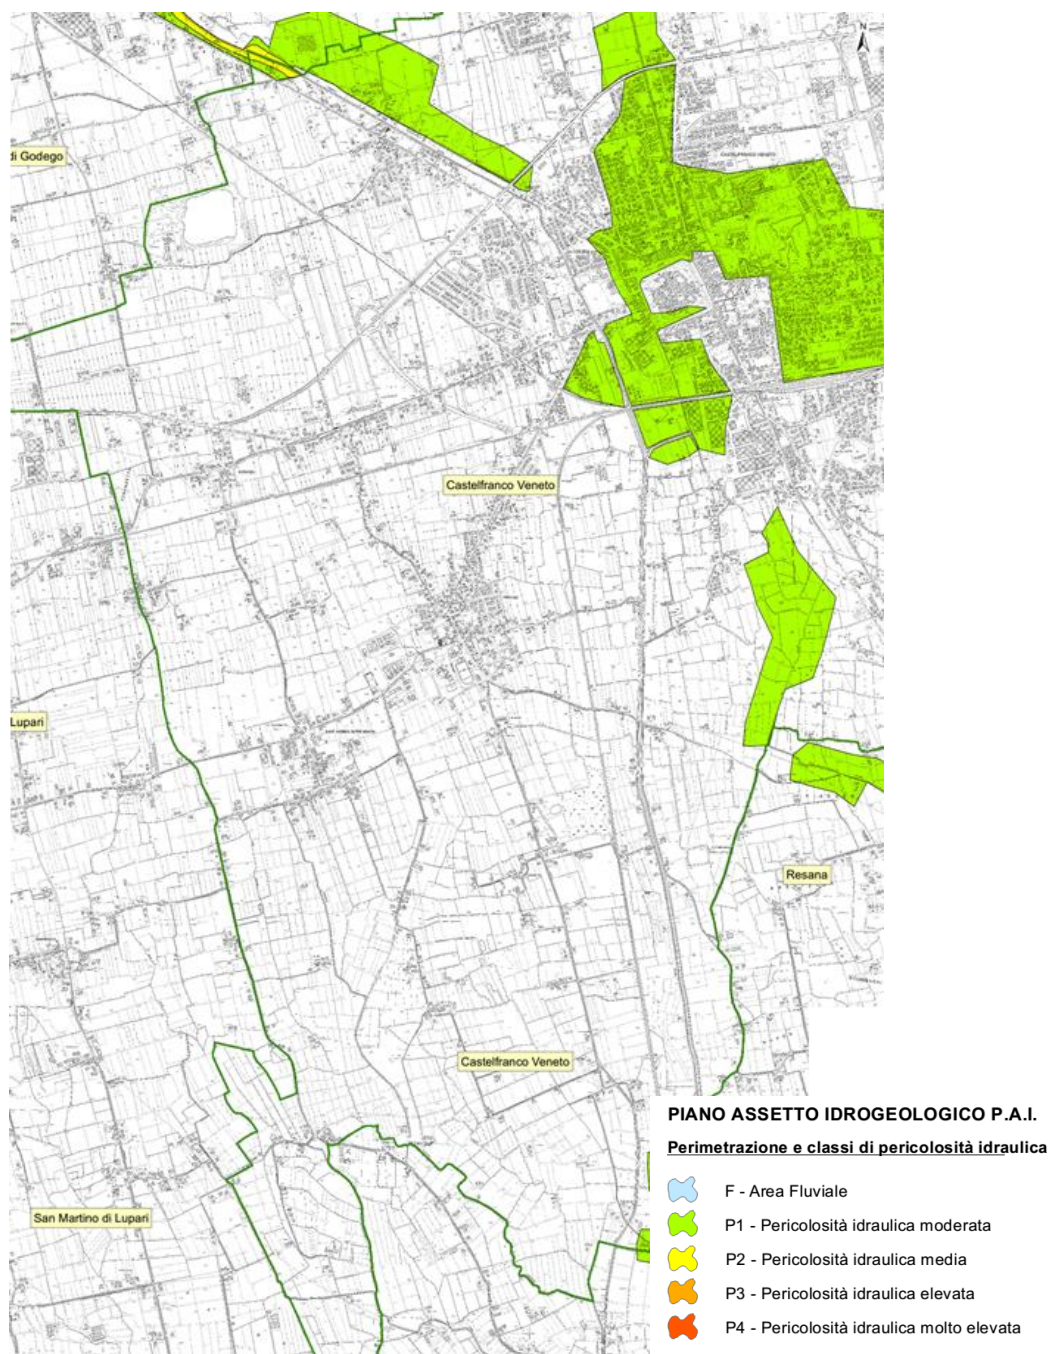 N
di Godego
Castelfranco Veneto
Lupari
Resana
Castelfranco Veneto
San Martino di Lupari
PIANO ASSETTO IDROGEOLOGICO P.A.I.
Perimetrazione e classi di pericolosità idraulica
F - Area Fluviale
P1 - Pericolosità idraulica moderata
P2 - Pericolosità idraulica media
P3 - Pericolosità idraulica elevata
P4 - Pericolosità idraulica molto elevata